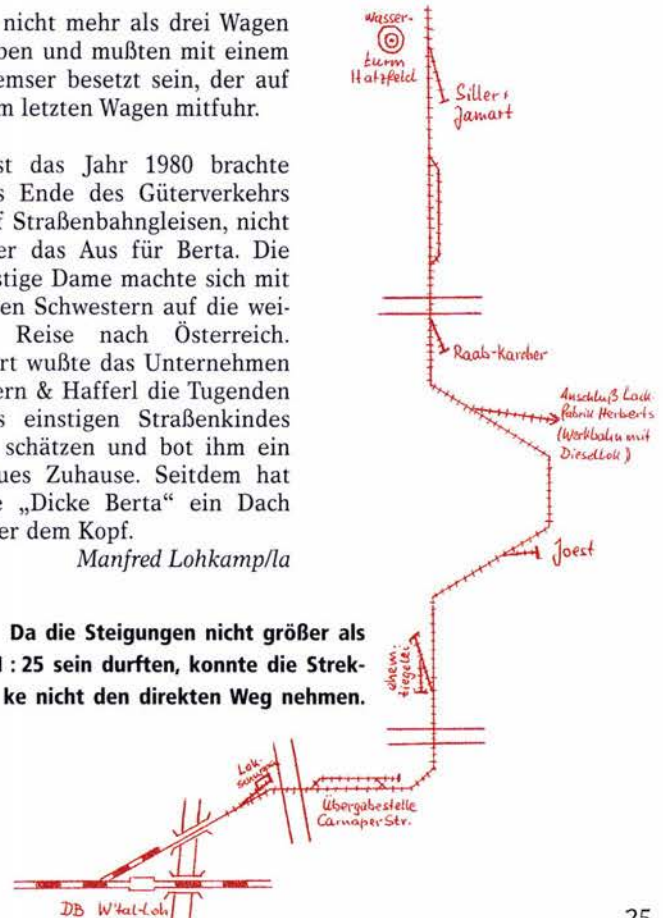 nicht mehr als drei Wagen
ben und mußten mit einem
emser besetzt sein, der auf
m letzten Wagen mitfuhr.
st das Jahr 1980 brachte
s Ende des Güterverkehrs
f Straßenbahngleisen, nicht
er das Aus für Berta. Die
stige Dame machte sich mit
en Schwestern auf die wei-
Reise nach Österreich.
rt wußte das Unternehmen
ern & Hafferl die Tugenden
s einstigen Straßenkindes
schätzen und bot ihm ein
ues Zuhause. Seitdem hat
e „Dicke Berta“ ein Dach
er dem Kopf.
Manfred Lohkamp/la
Da die Steigungen nicht größer als
1 : 25 sein durften, konnte die Strek-
ke nicht den direkten Weg nehmen.
Wasser-
turm
Hatzfeld
Siller+
Jamart
Raab-Karcher
Anschluß Lack
fabrik Herberts
(Werkbahn mit
Diesellok)
Joest
ehem.
Ziegelei
Lok-
schuppen
Übergabestelle
Carnaper Str.
DB W'tal-Loh
25